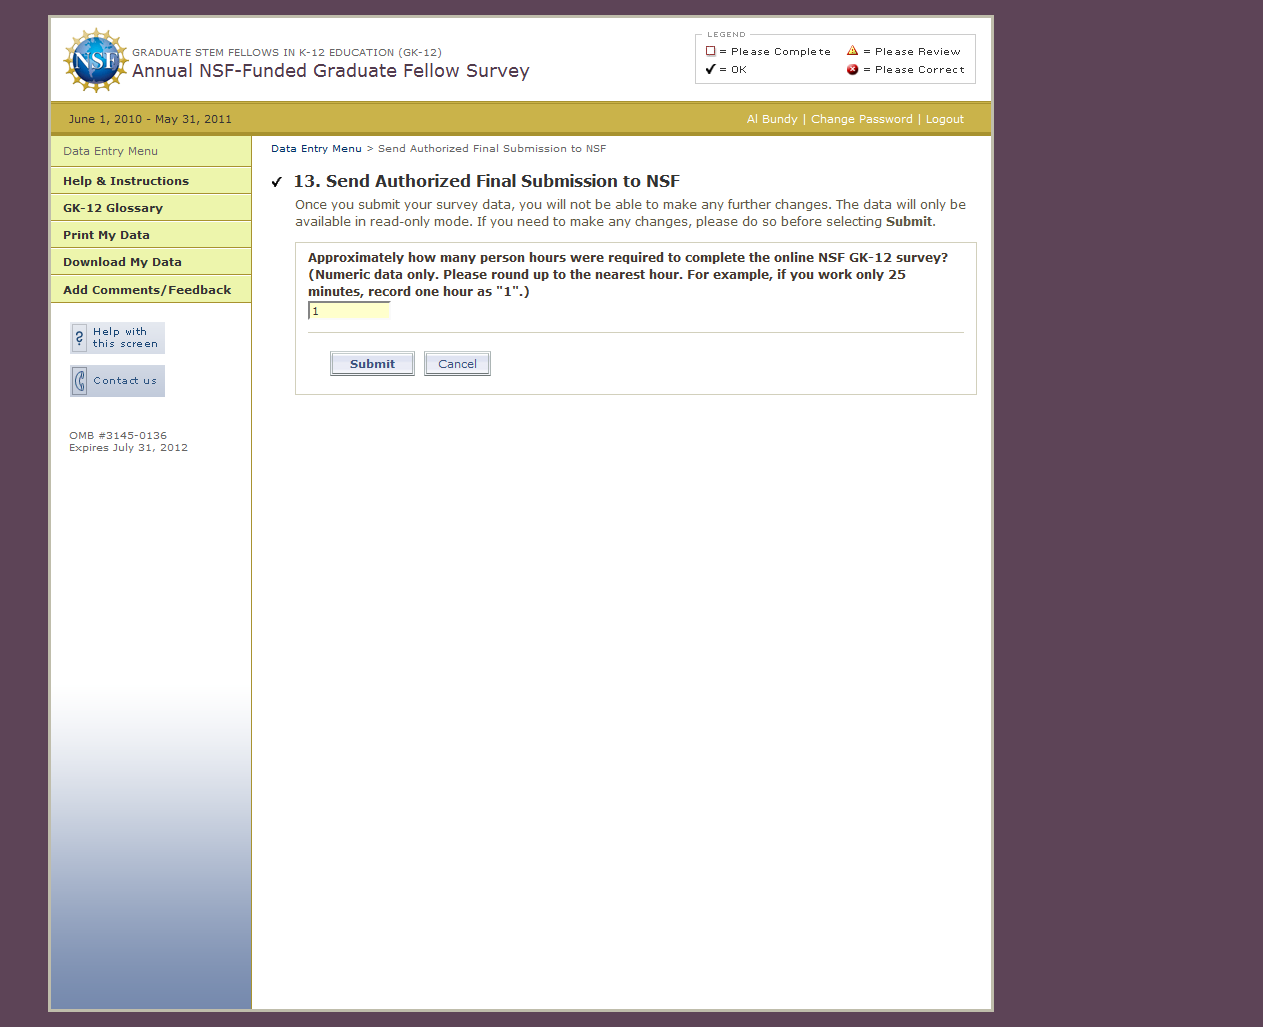 NSF
GRADUATE STEM FELLOWS IN K-12 EDUCATION (GK-12)
Annual NSF-Funded Graduate Fellow Survey
LEGEND
= Please Complete
= Please Review
= OK
= Please Correct
June 1, 2010 - May 31, 2011
Al Bundy | Change Password | Logout
Data Entry Menu
Help & Instructions
GK-12 Glossary
Print My Data
Download My Data
Add Comments/Feedback
? Help with
this screen
Contact us
OMB #3145-0136
Expires July 31, 2012
Data Entry Menu > Send Authorized Final Submission to NSF
13. Send Authorized Final Submission to NSF
Once you submit your survey data, you will not be able to make any further changes. The data will only be
available in read-only mode. If you need to make any changes, please do so before selecting Submit.
Approximately how many person hours were required to complete the online NSF GK-12 survey?
(Numeric data only. Please round up to the nearest hour. For example, if you work only 25
minutes, record one hour as "1".)
1
Submit
Cancel